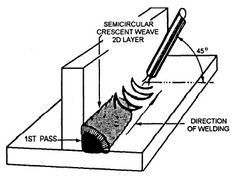 SEMICIRCULAR
CRESCENT WEAVE
2D LAYER
45°
1ST PASS
DIRECTION
OF WELDING